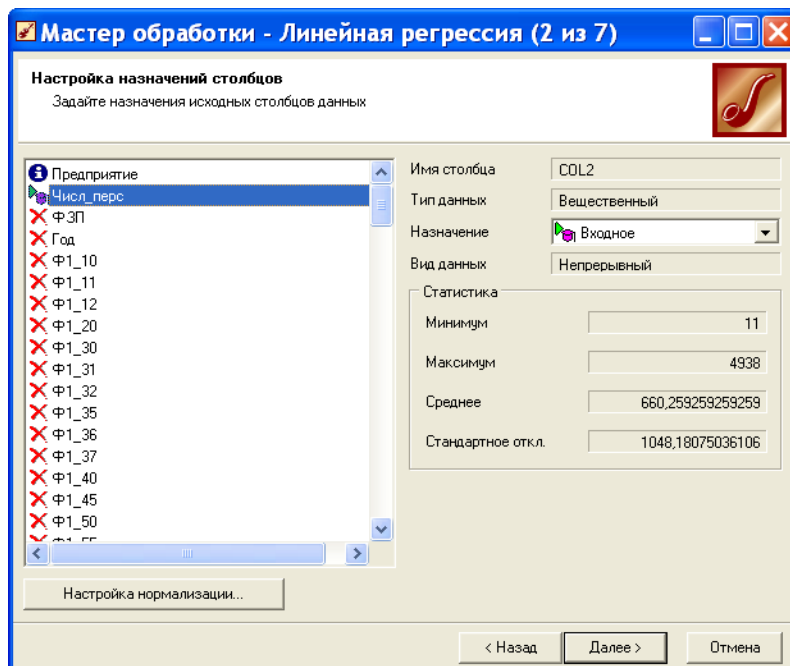 Мастер обработки - Линейная регрессия (2 из 7)
Настройка назначений столбцов
Задайте назначения исходных столбцов данных
Предприятие
Числ_перс
ФЗП
Год
Ф1_10
Ф1_11
Ф1_12
Ф1_20
Ф1_30
Ф1_31
Ф1_32
Ф1_35
Ф1_36
Ф1_37
Ф1_40
Ф1_45
Ф1_50
Ф1_55
Имя столбца COL2
Тип данных Вещественный
Назначение Входное
Вид данных Непрерывный
Статистика
Минимум 11
Максимум 4938
Среднее 660,259259259259
Стандартное откл. 1048,18075036106
Настройка нормализации...
< Назад Далее > Отмена